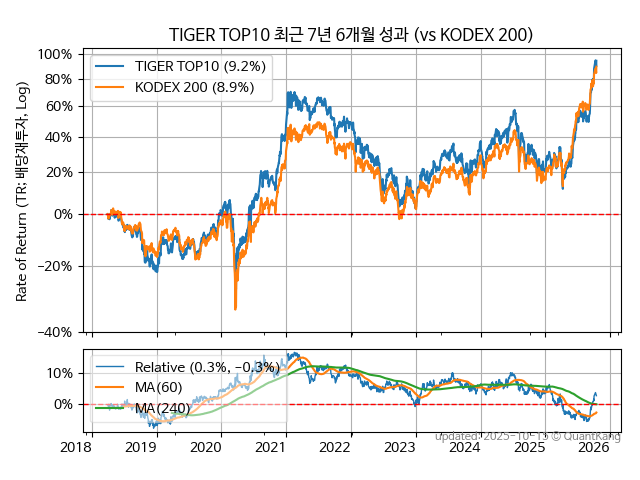 TIGER TOP10 최근 7년 6개월 성과 (vs KODEX 200)
Rate of Return (TR: 배당재투자, Log)
100%
80%
60%
40%
20%
0%
−20%
−40%
TIGER TOP10 (9.2%)
KODEX 200 (8.9%)
10%
0%
Relative (0.3%, −0.3%)
MA(60)
MA(240)
2018 2019 2020 2021 2022 2023 2024 2025 2026
updated: 2025-10-15 © QuantKang